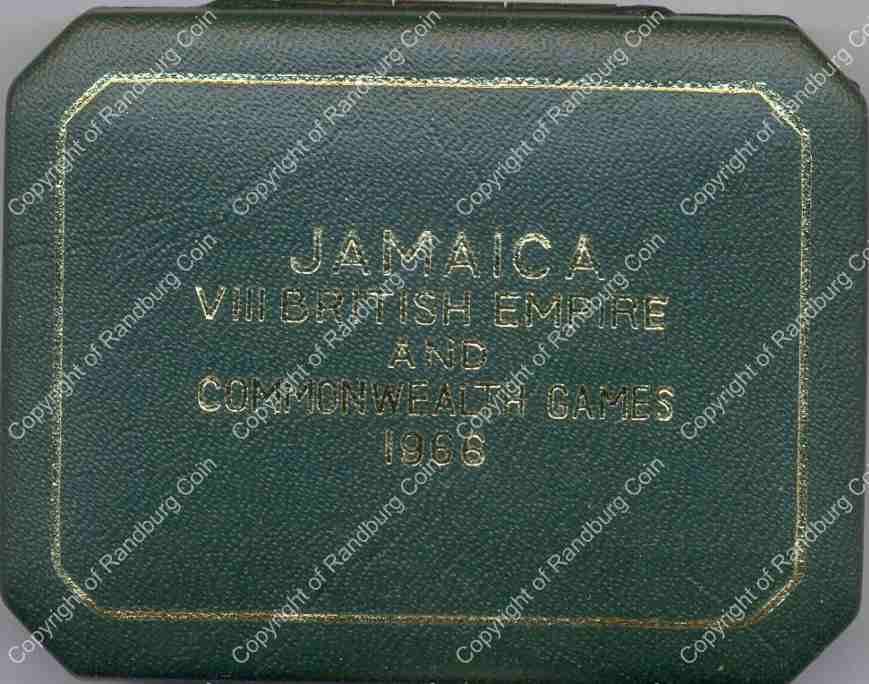 JAMAICA
VIII BRITISH EMPIRE
AND
COMMONWEALTH GAMES
1966
Copyright of Randburg Coin